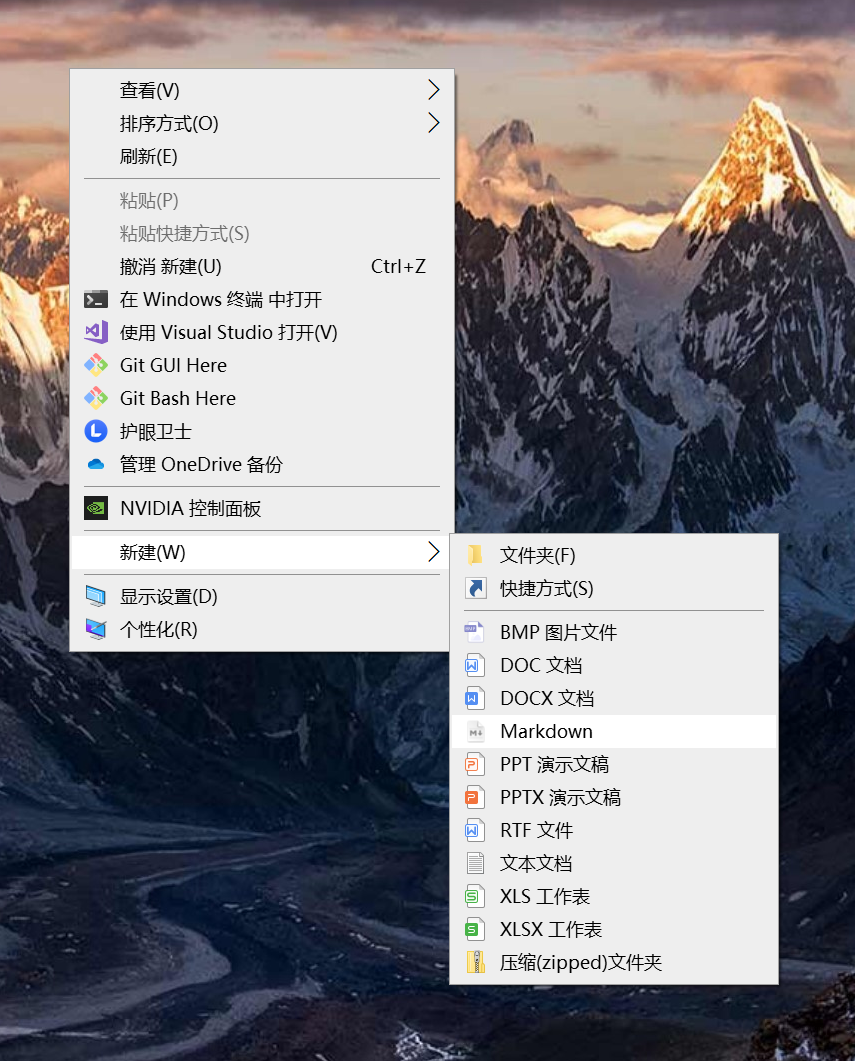 查看(V)
排序方式(O)
刷新(E)
粘贴(P)
粘贴快捷方式(S)
撤消 新建(U) Ctrl+Z
在 Windows 终端 中打开
使用 Visual Studio 打开(V)
Git GUI Here
Git Bash Here
护眼卫士
管理 OneDrive 备份
NVIDIA 控制面板
新建(W)
显示设置(D)
个性化(R)
文件夹(F)
快捷方式(S)
BMP 图片文件
DOC 文档
DOCX 文档
Markdown
PPT 演示文稿
PPTX 演示文稿
RTF 文件
文本文档
XLS 工作表
XLSX 工作表
压缩(zipped)文件夹